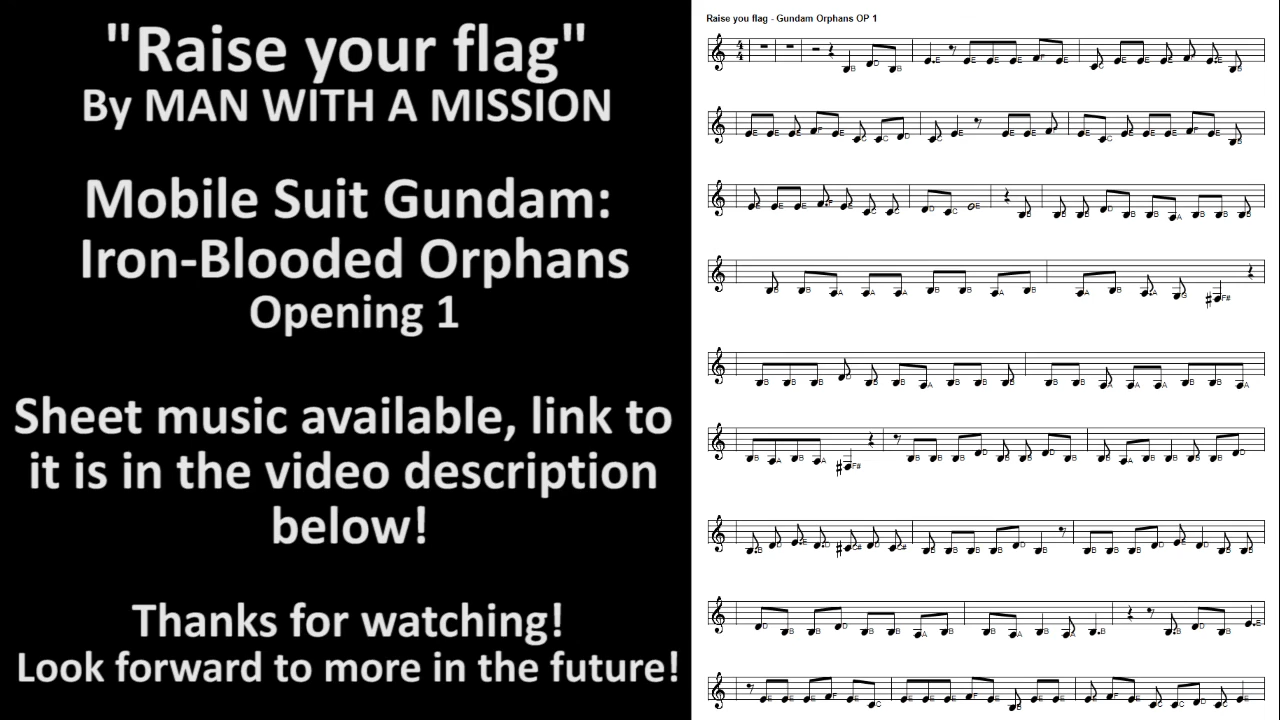 "Raise your flag"
By MAN WITH A MISSION
Mobile Suit Gundam:
Iron-Blooded Orphans
Opening 1
Sheet music available, link to
it is in the video description
below!
Thanks for watching!
Look forward to more in the future!
Raise you flag - Gundam Orphans OP 1